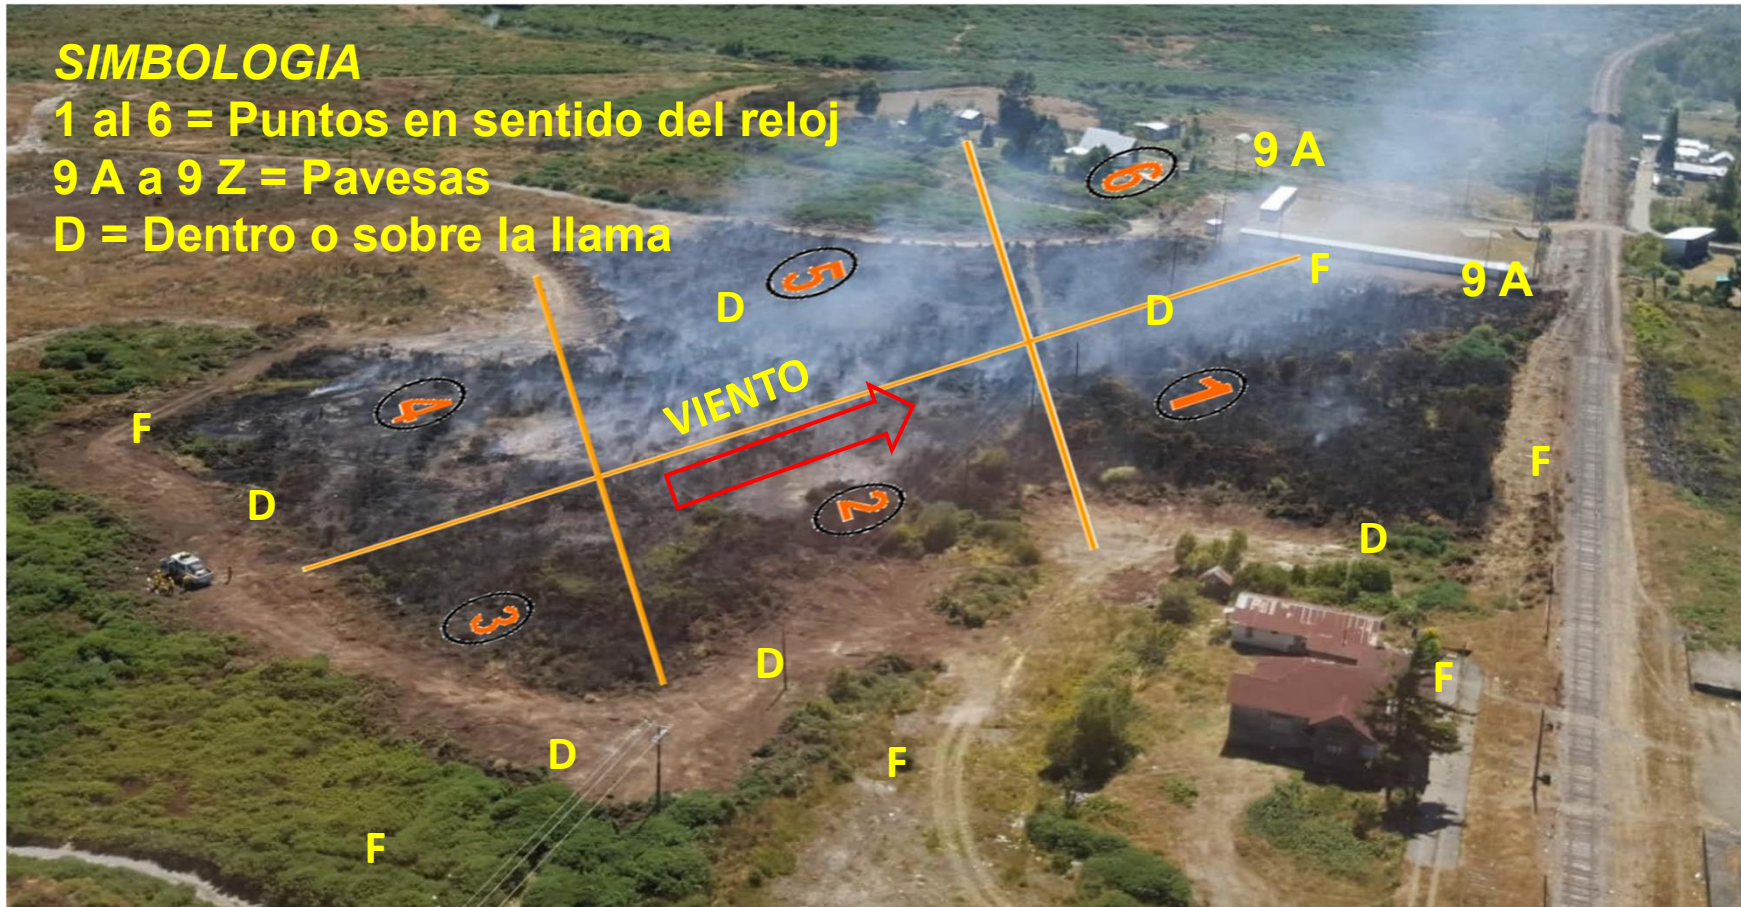 SIMBOLOGIA
1 al 6 = Puntos en sentido del reloj
9 A a 9 Z = Pavesas
D = Dentro o sobre la llama
9 A
6
5
F
9 A
D
D
VIENTO
4
1
F
F
D
2
D
3
D
F
D
F
F